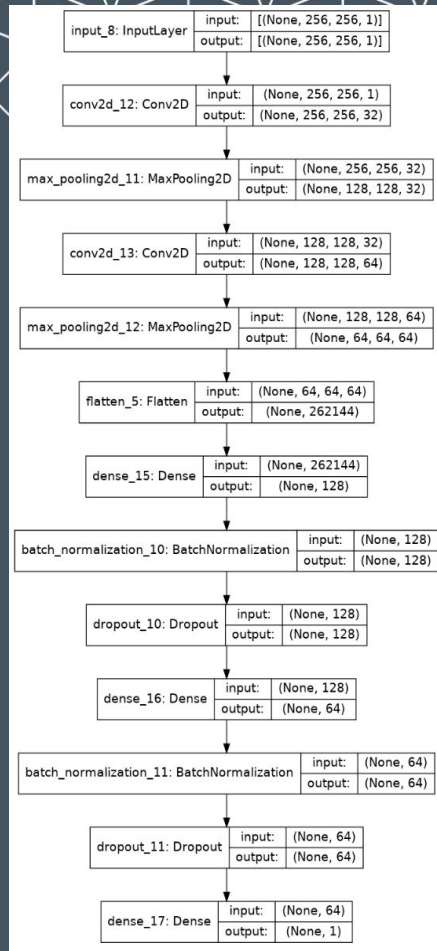 input_8: InputLayer input: [(None, 256, 256, 1)]
output: [(None, 256, 256, 1)]
conv2d_12: Conv2D input: (None, 256, 256, 1)
output: (None, 256, 256, 32)
max_pooling2d_11: MaxPooling2D input: (None, 256, 256, 32)
output: (None, 128, 128, 32)
conv2d_13: Conv2D input: (None, 128, 128, 32)
output: (None, 128, 128, 64)
max_pooling2d_12: MaxPooling2D input: (None, 128, 128, 64)
output: (None, 64, 64, 64)
flatten_5: Flatten input: (None, 64, 64, 64)
output: (None, 262144)
dense_15: Dense input: (None, 262144)
output: (None, 128)
batch_normalization_10: BatchNormalization input: (None, 128)
output: (None, 128)
dropout_10: Dropout input: (None, 128)
output: (None, 128)
dense_16: Dense input: (None, 128)
output: (None, 64)
batch_normalization_11: BatchNormalization input: (None, 64)
output: (None, 64)
dropout_11: Dropout input: (None, 64)
output: (None, 64)
dense_17: Dense input: (None, 64)
output: (None, 1)